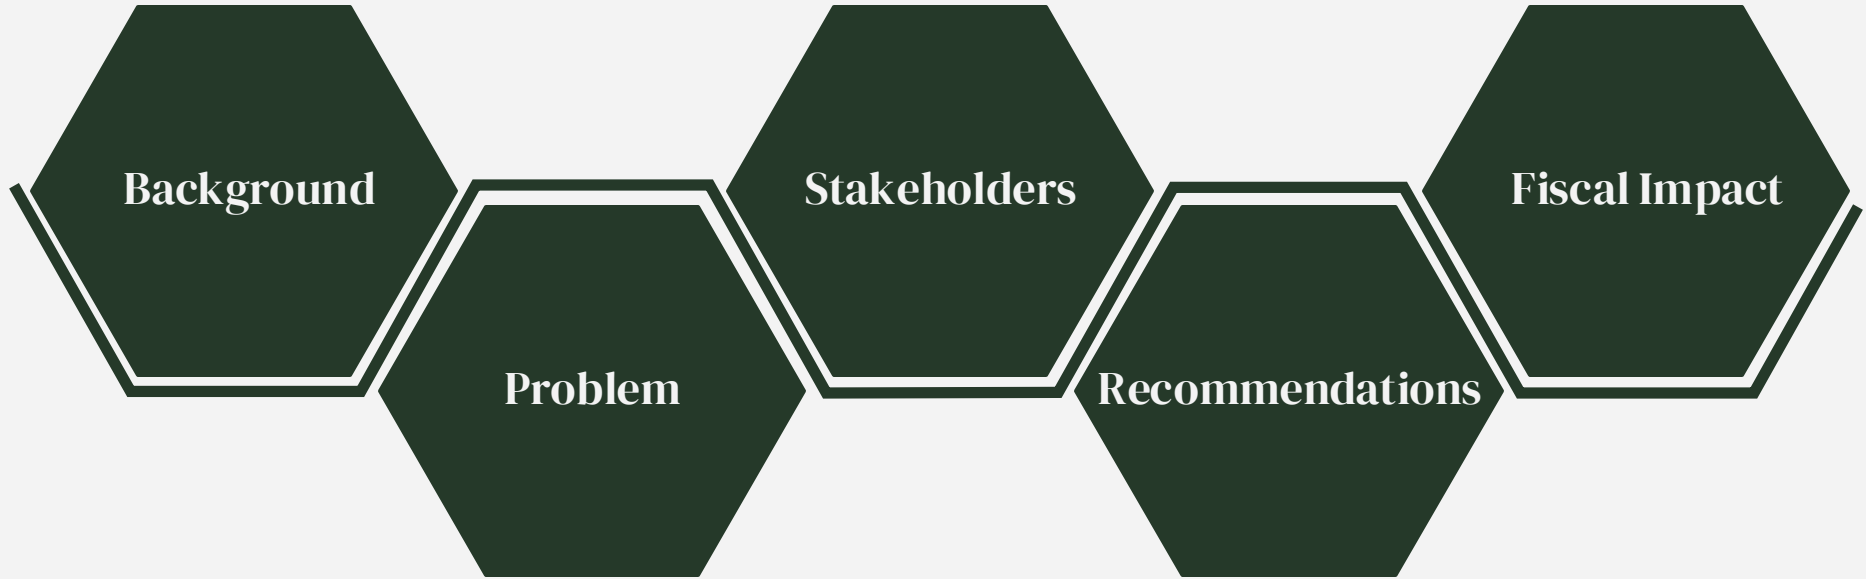 Background
Problem
Stakeholders
Recommendations
Fiscal Impact